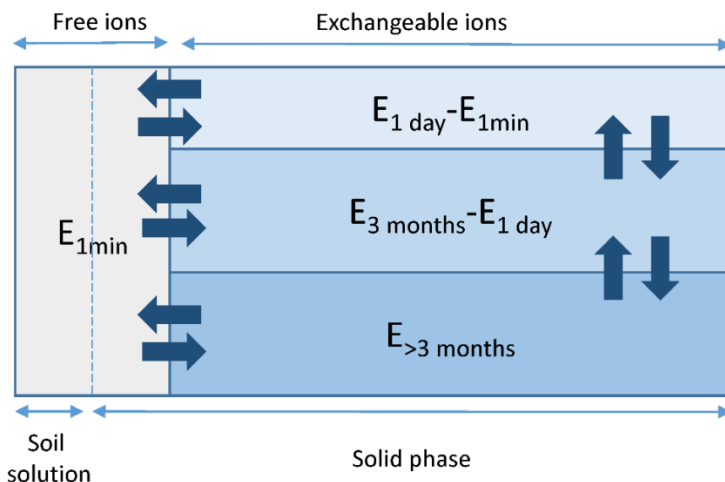 Free ions
Exchangeable ions
E1 day-E1min
E3 months-E1 day
E1min
E>3 months
Soil
solution
Solid phase